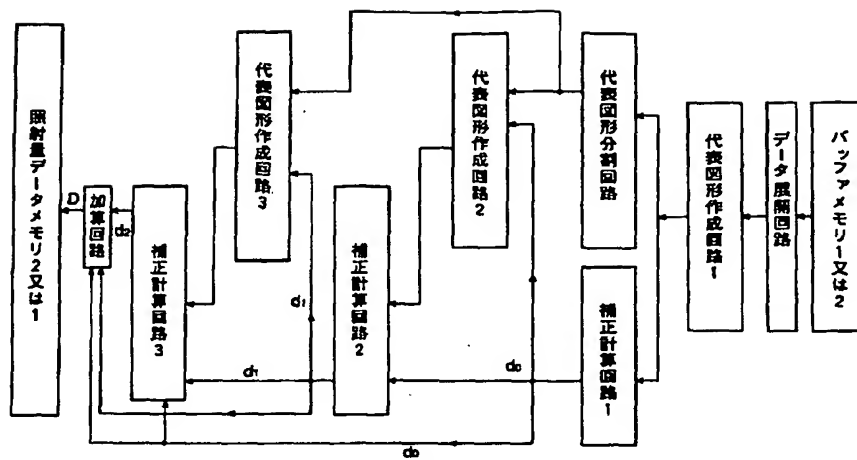 バッファメモリ1又は2
データ展開回路
代表図形作成回路1
代表図形分割回路
補正計算回路1
代表図形作成回路2
補正計算回路2
代表図形作成回路3
補正計算回路3
加算回路
照射量データメモリ2又は1
D
d2
d1
d1
d0
d0